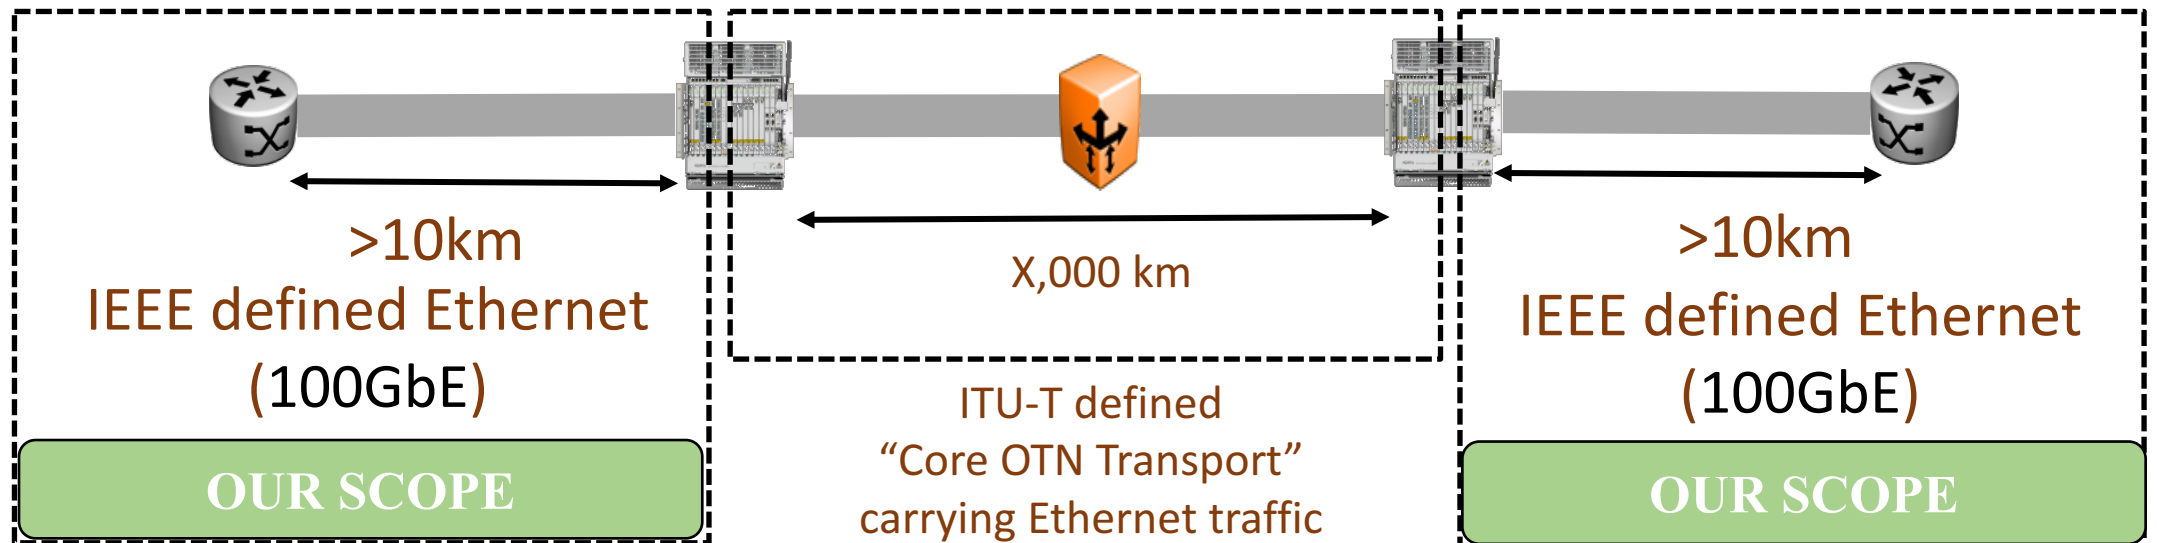 >10km
IEEE defined Ethernet
(100GbE)
OUR SCOPE
X,000 km
ITU-T defined
“Core OTN Transport”
carrying Ethernet traffic
>10km
IEEE defined Ethernet
(100GbE)
OUR SCOPE